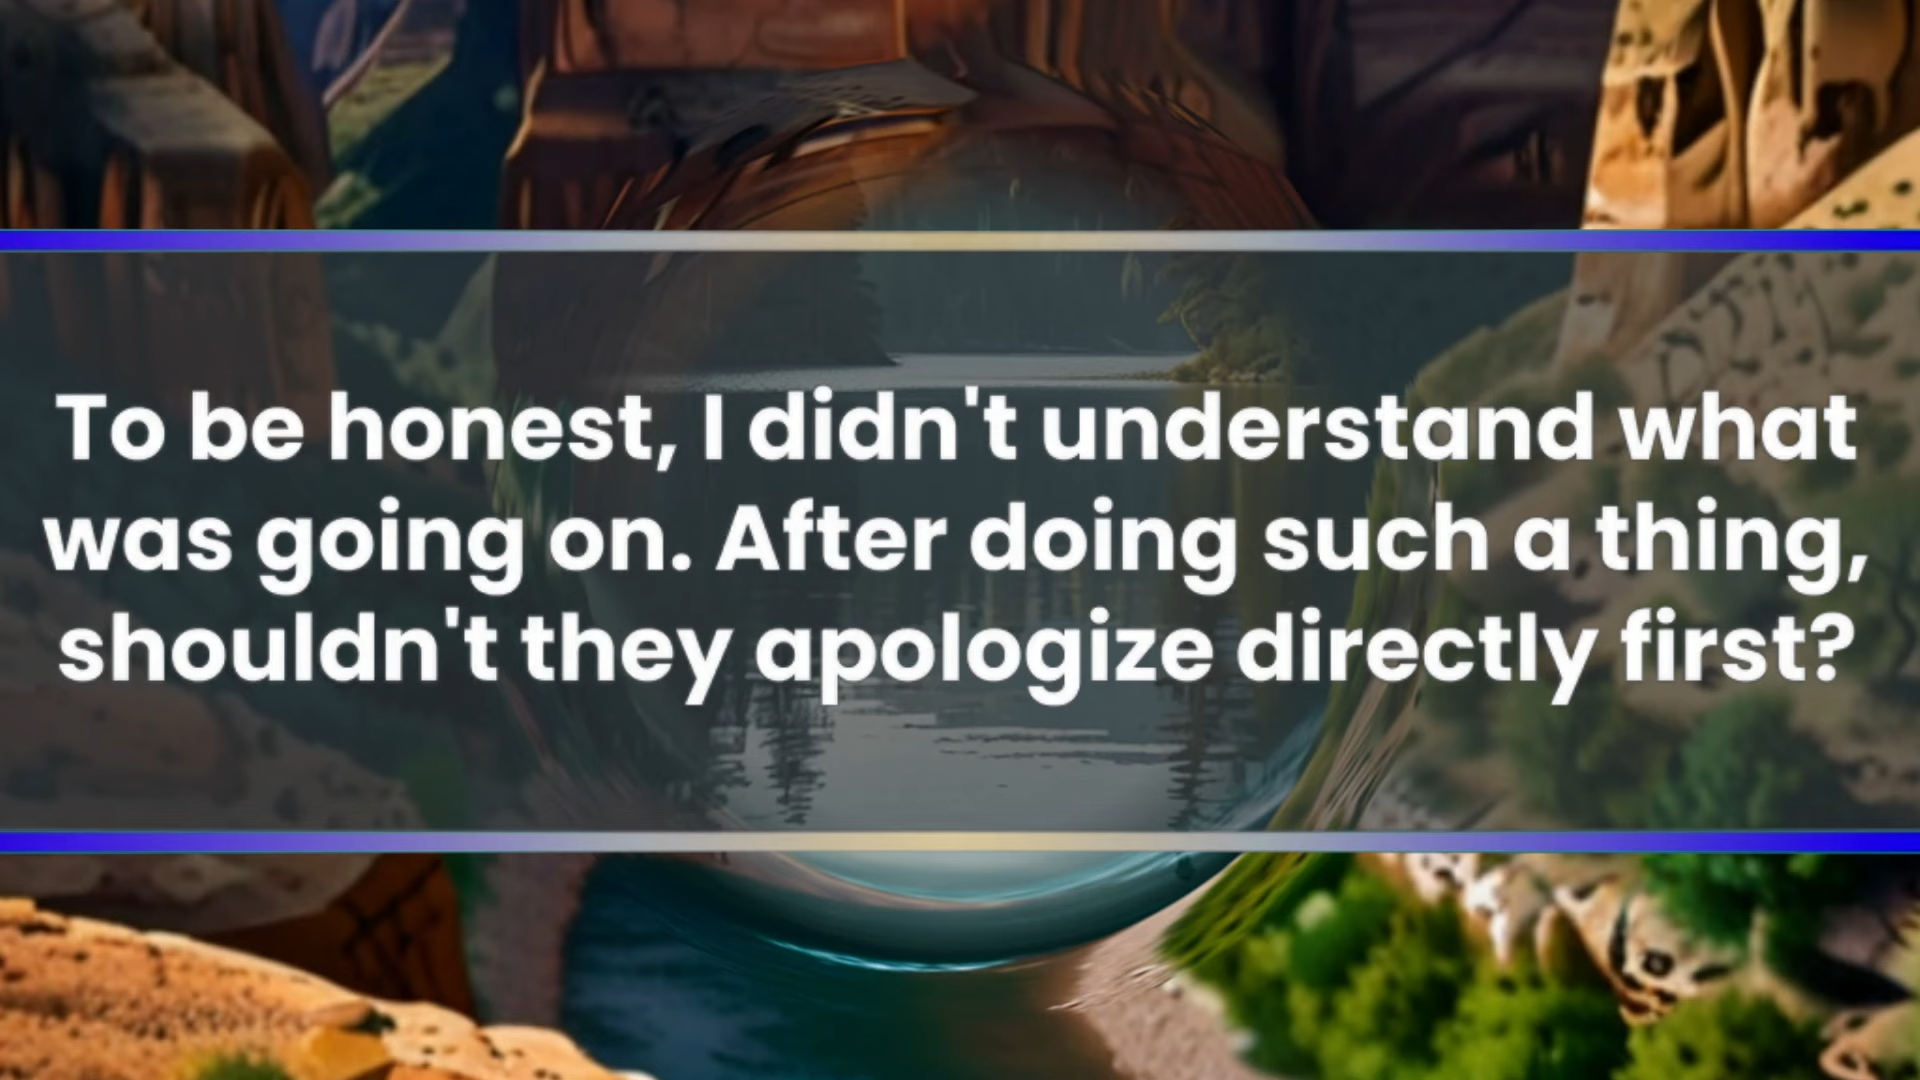 To be honest, I didn't understand what
was going on. After doing such a thing,
shouldn't they apologize directly first?